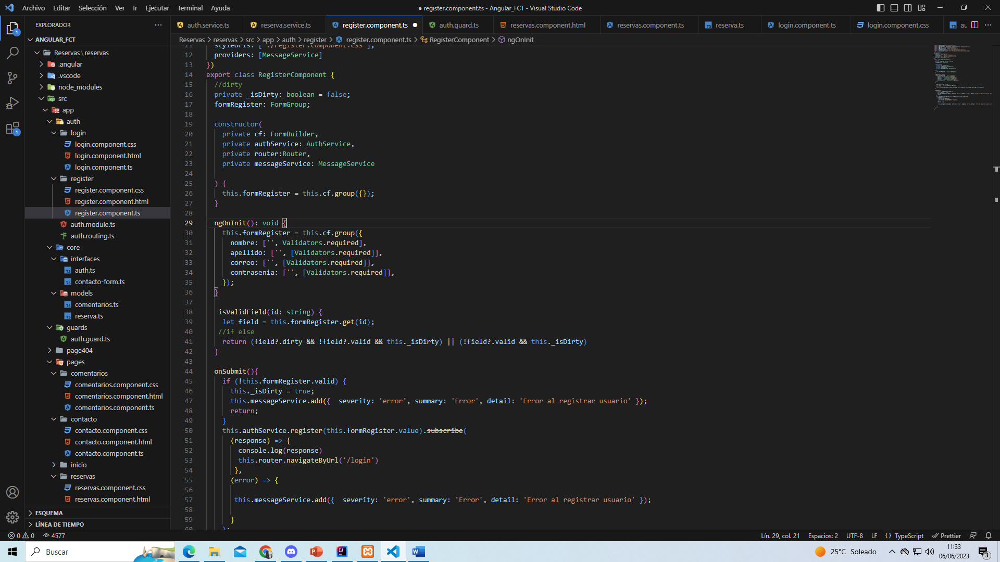 Archivo Editar Selección Ver Ir Ejecutar Terminal Ayuda
● register.component.ts - Angular_FCT - Visual Studio Code
EXPLORADOR
auth.service.ts reserva.service.ts register.component.ts auth.guard.ts reservas.component.html reservas.component.ts reserva.ts login.component.ts login.component.css au
Reservas > reservas > src > app > auth > register > register.component.ts > RegisterComponent > ngOnInit
ANGULAR_FCT
Reservas\reservas
.angular
.vscode
node_modules
src
app
auth
login
login.component.css
login.component.html
login.component.ts
register
register.component.css
register.component.html
register.component.ts
auth.module.ts
auth.routing.ts
core
interfaces
auth.ts
contacto-form.ts
models
comentarios.ts
reserva.ts
guards
auth.guard.ts
page404
pages
comentarios
comentarios.component.css
comentarios.component.html
comentarios.component.ts
contacto
contacto.component.css
contacto.component.html
contacto.component.ts
inicio
reservas
reservas.component.css
reservas.component.html
ESQUEMA
LÍNEA DE TIEMPO
11 styleUrls: ['./register.component.css'],
12 providers: [MessageService]
13 })
14 export class RegisterComponent {
15 //dirty
16 private _isDirty: boolean = false;
17 formRegister: FormGroup;
18
19 constructor(
20 private cf: FormBuilder,
21 private authService: AuthService,
22 private router:Router,
23 private messageService: MessageService
24
25 ) {
26 this.formRegister = this.cf.group({});
27 }
28
29 ngOnInit(): void {
30 this.formRegister = this.cf.group({
31 nombre: ['', Validators.required],
32 apellido: ['', [Validators.required]],
33 correo: ['', [Validators.required]],
34 contrasenia: ['', [Validators.required]],
35 });
36 }
37
38 isValidField(id: string) {
39 let field = this.formRegister.get(id);
40 //if else
41 return (field?.dirty && !field?.valid && this._isDirty) || (!field?.valid && this._isDirty)
42 }
43
44 onSubmit(){
45 if (!this.formRegister.valid) {
46 this._isDirty = true;
47 this.messageService.add({  severity: 'error', summary: 'Error', detail: 'Error al registrar usuario' });
48 return;
49 }
50 this.authService.register(this.formRegister.value).subscribe(
51 (response) => {
52 console.log(response)
53 this.router.navigateByUrl('/login')
54 },
55 (error) => {
56
57 this.messageService.add({  severity: 'error', summary: 'Error', detail: 'Error al registrar usuario' });
58
59 }
60 );
0 0 4577
Lín. 29, col. 21 Espacios: 2 UTF-8 LF {} TypeScript Prettier
Buscar
25°C Soleado
11:33
06/06/2023
3
1
1